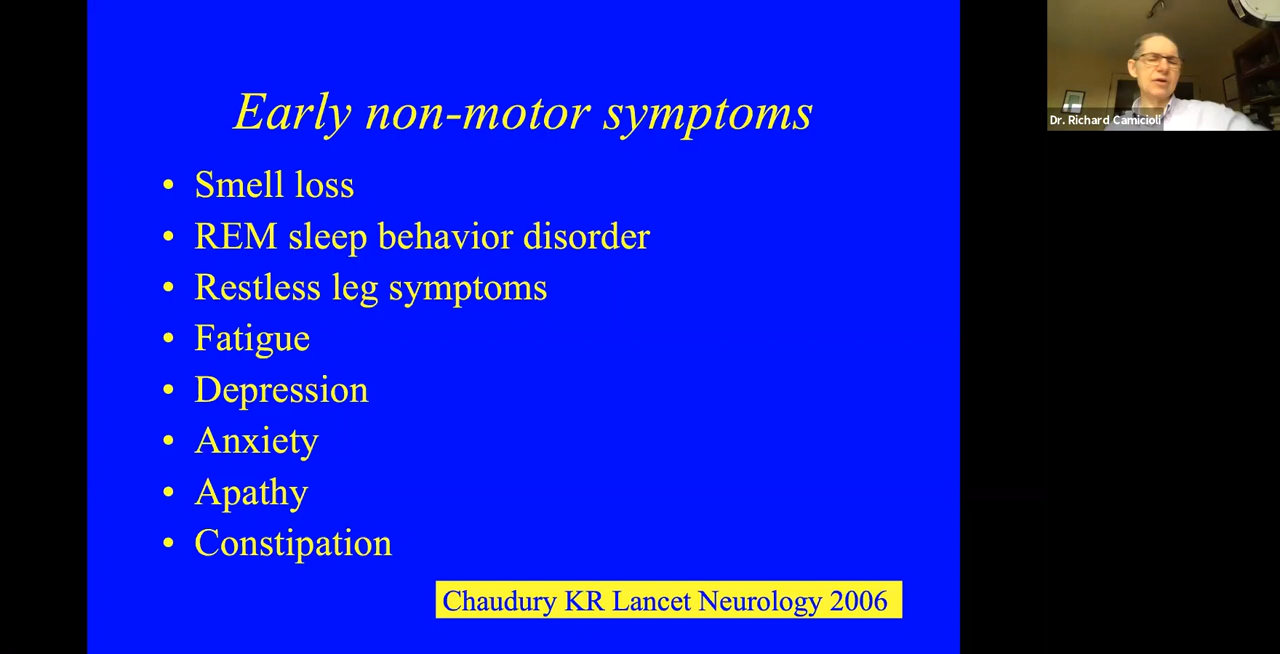 Early non-motor symptoms
• Smell loss
• REM sleep behavior disorder
• Restless leg symptoms
• Fatigue
• Depression
• Anxiety
• Apathy
• Constipation
Chaudury KR Lancet Neurology 2006
Dr. Richard Camicioli